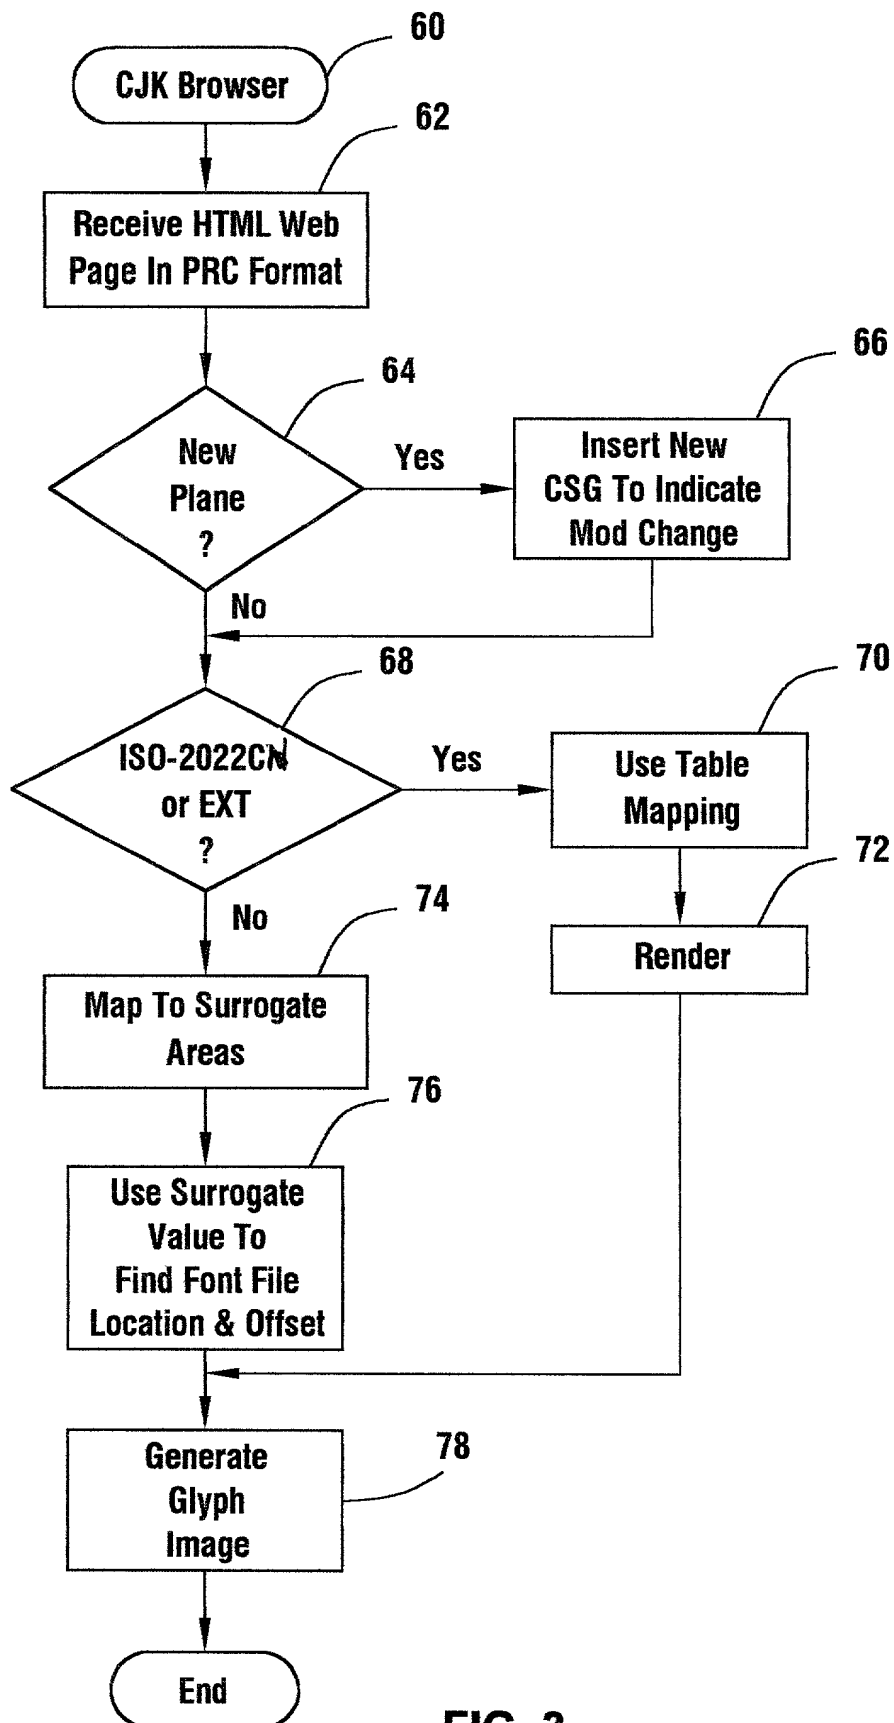 60
CJK Browser
62
Receive HTML Web
Page In PRC Format
64
New
Plane
?
Yes
66
Insert New
CSG To Indicate
Mod Change
No
68
ISO-2022CN
or EXT
?
Yes
70
Use Table
Mapping
72
Render
No
74
Map To Surrogate
Areas
76
Use Surrogate
Value To
Find Font File
Location & Offset
78
Generate
Glyph
Image
End